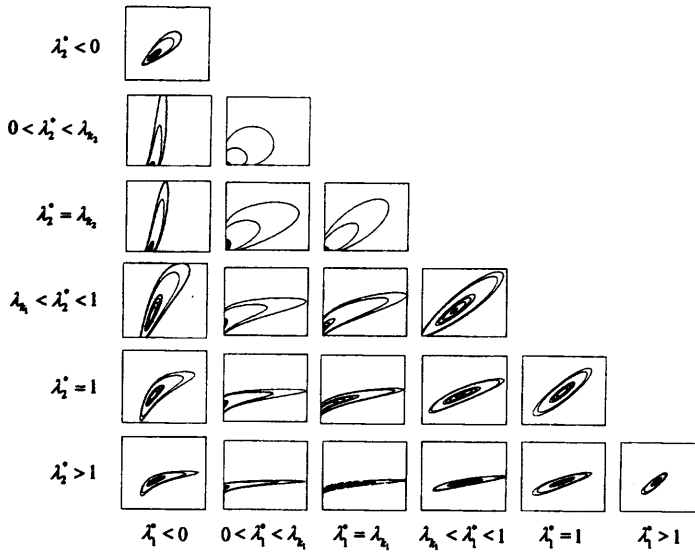 λ₂* < 0
0 < λ₂* < λ_{z₂}
λ₂* = λ_{z₂}
λ_{z₁} < λ₂* < 1
λ₂* = 1
λ₂* > 1
λ₁* < 0 0 < λ₁* < λ_{z₁} λ₁* = λ_{z₁} λ_{z₁} < λ₁* < 1 λ₁* = 1 λ₁* > 1